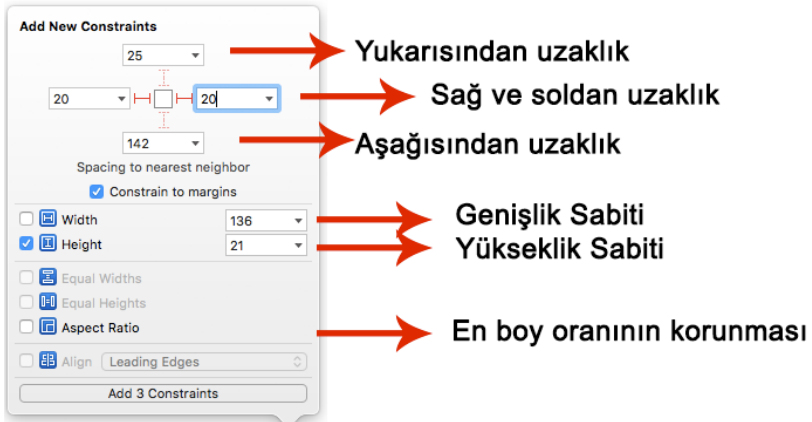 Add New Constraints
25
Yukarısından uzaklık
20
20
Sağ ve soldan uzaklık
142
Aşağısından uzaklık
Spacing to nearest neighbor
Constrain to margins
Width 136 Genişlik Sabiti
Height 21 Yükseklik Sabiti
Equal Widths
Equal Heights
Aspect Ratio En boy oranının korunması
Align Leading Edges
Add 3 Constraints